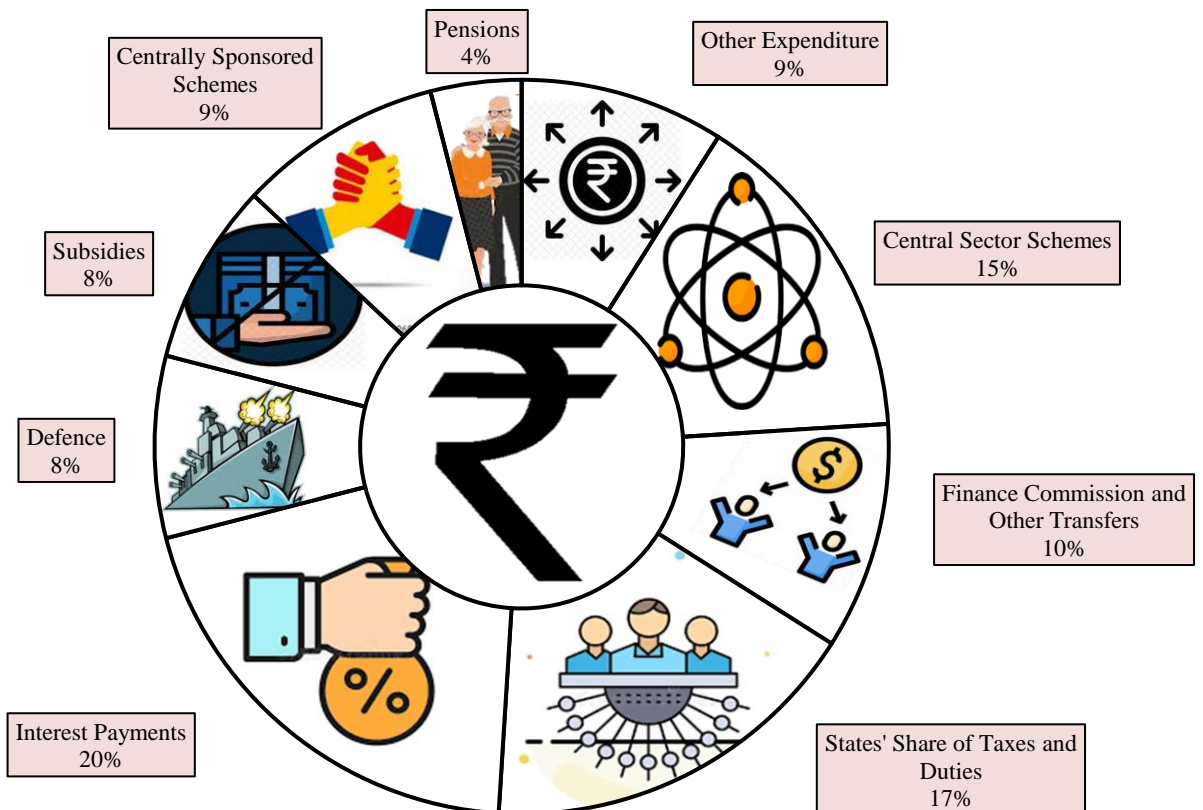 Pensions
4%
Other Expenditure
9%
Centrally Sponsored
Schemes
9%
Central Sector Schemes
15%
Subsidies
8%
Defence
8%
Finance Commission and
Other Transfers
10%
Interest Payments
20%
States' Share of Taxes and
Duties
17%
₹
₹
$
%